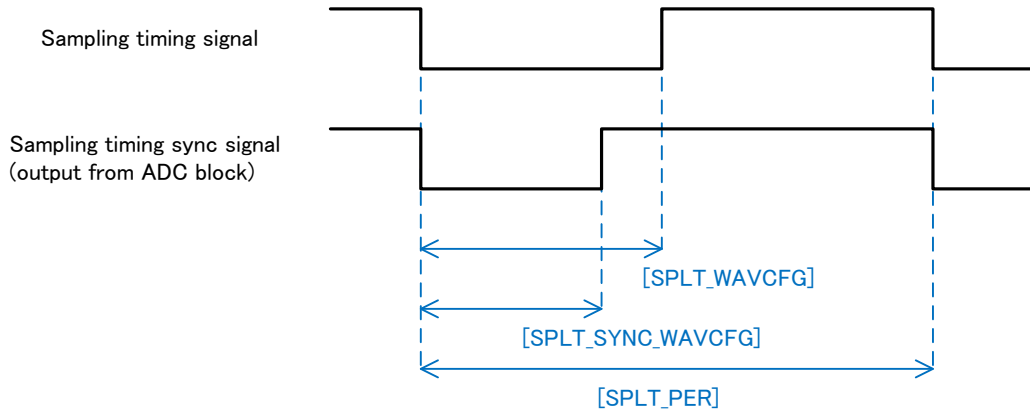 Sampling timing signal
Sampling timing sync signal
(output from ADC block)
[SPLT_WAVCFG]
[SPLT_SYNC_WAVCFG]
[SPLT_PER]